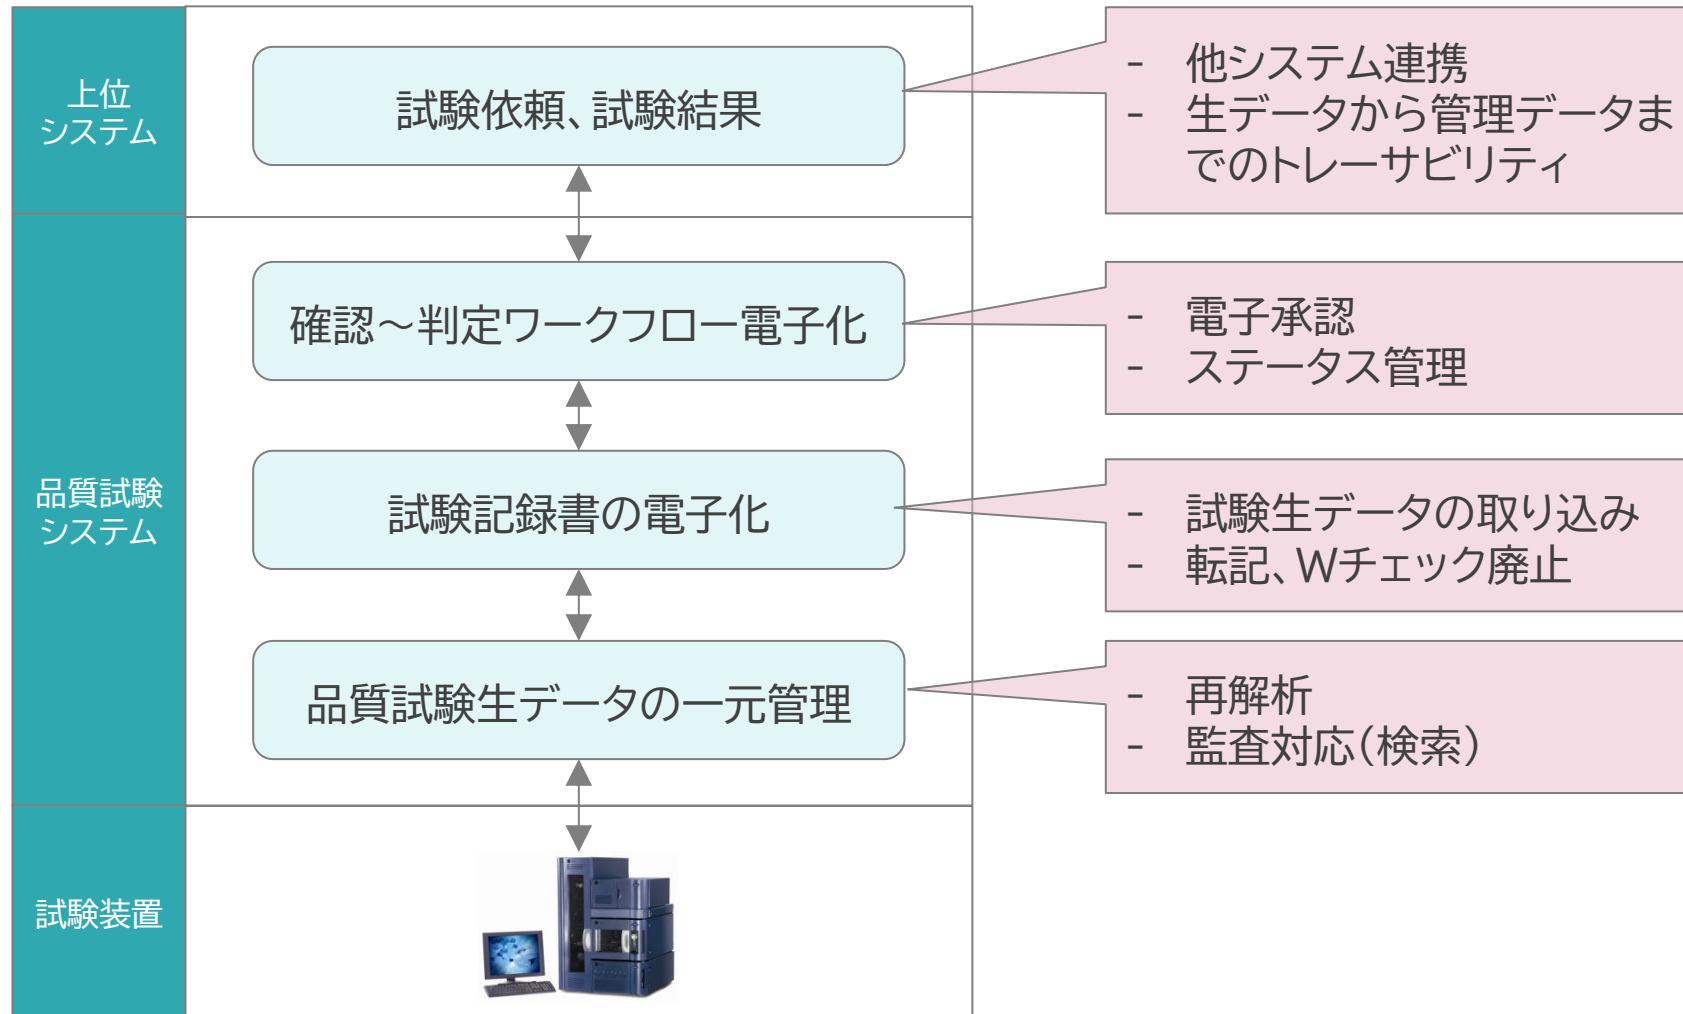 上位
システム
試験依頼、試験結果
- 他システム連携
- 生データから管理データま
でのトレーサビリティ
品質試験
システム
確認～判定ワークフロー電子化
- 電子承認
- ステータス管理
試験記録書の電子化
- 試験生データの取り込み
- 転記、Wチェック廃止
品質試験生データの一元管理
- 再解析
- 監査対応(検索)
試験装置